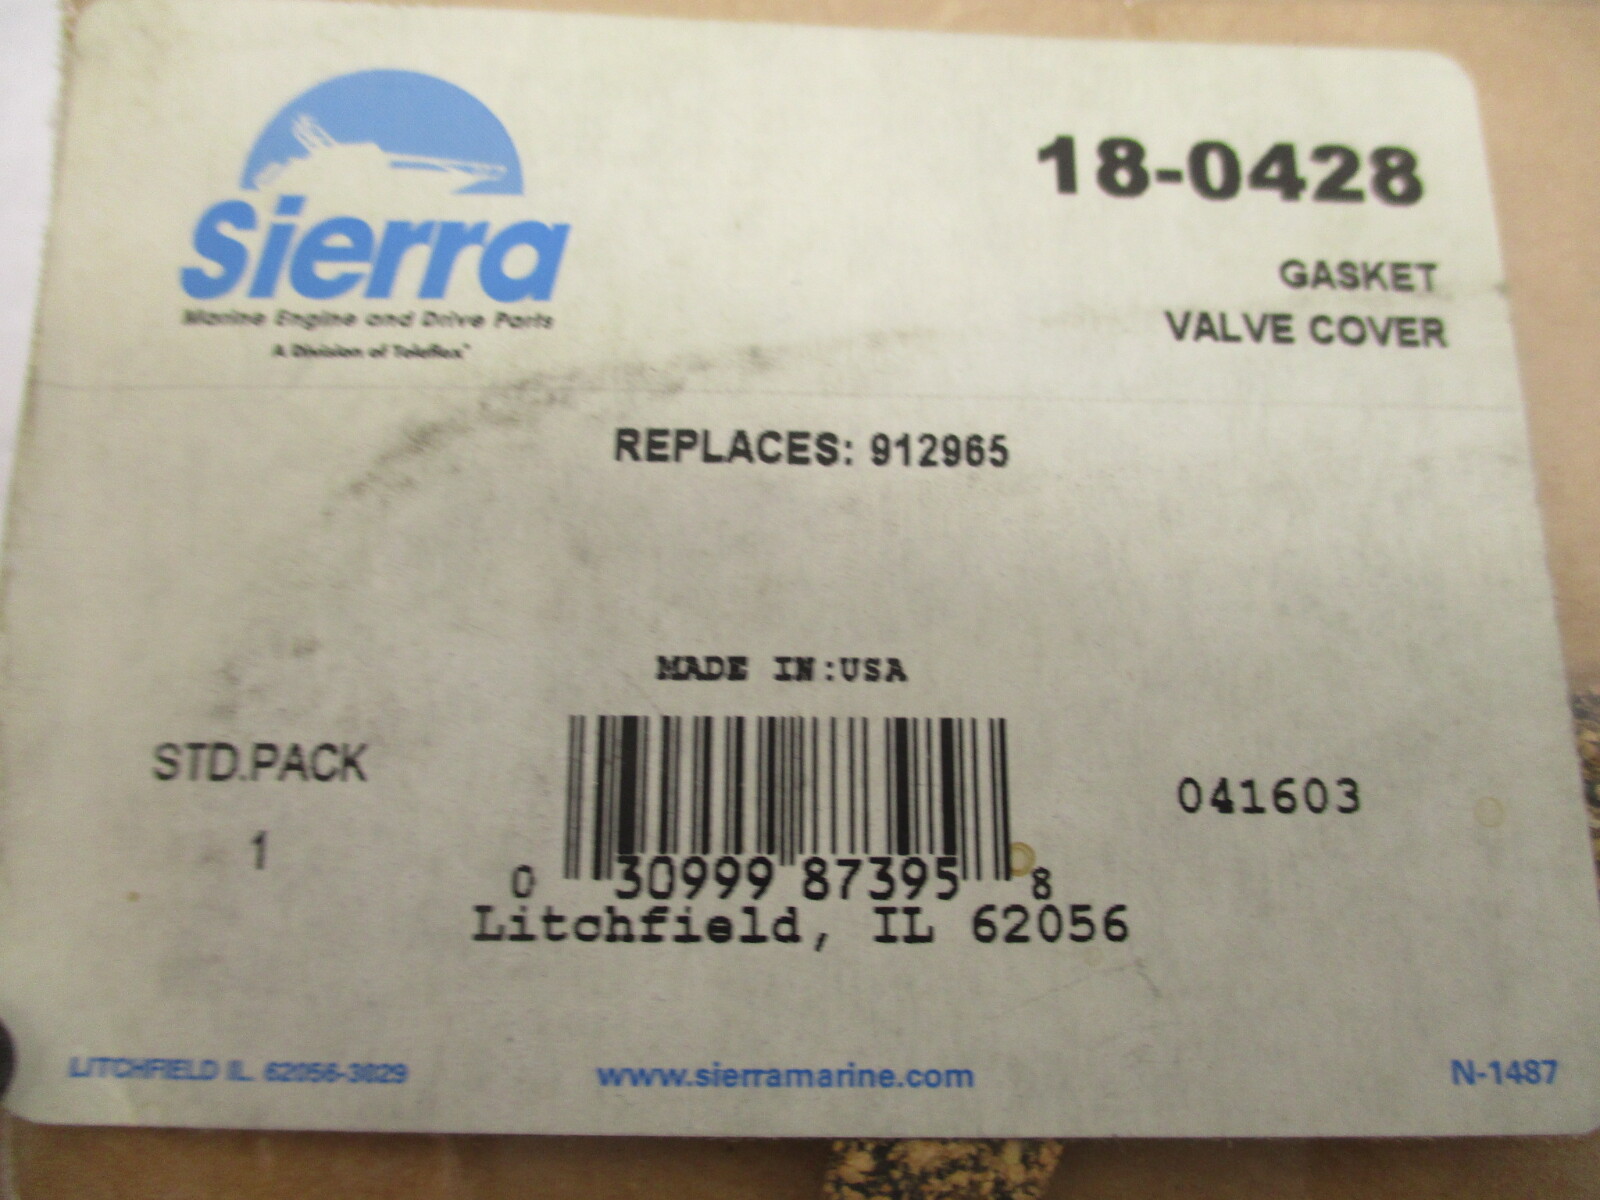 Sierra
Marine Engine and Drive Parts
A Division of Teleflex
18-0428
GASKET
VALVE COVER
REPLACES: 912965
MADE IN:USA
STD.PACK
1
041603
0 30999 87395 8
Litchfield, IL 62056
LITCHFIELD IL. 62056-3029
www.sierramarine.com
N-1487